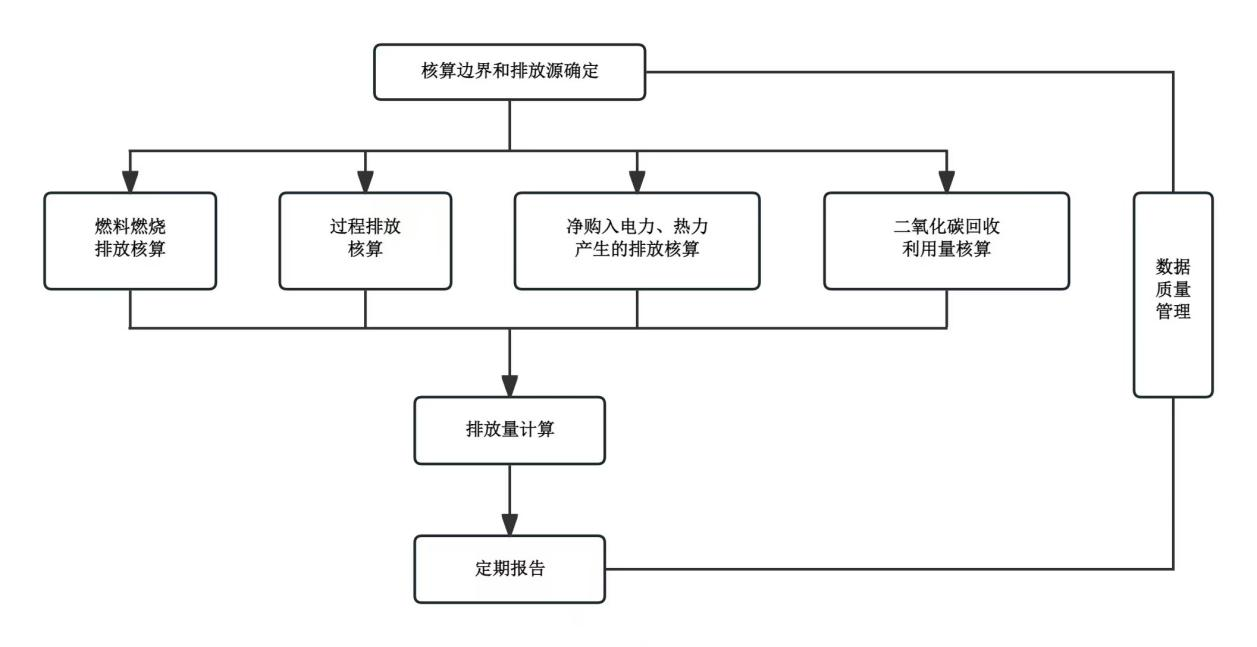 核算边界和排放源确定
燃料燃烧
排放核算
过程排放
核算
净购入电力、热力
产生的排放核算
二氧化碳回收
利用量核算
数据
质量
管理
排放量计算
定期报告